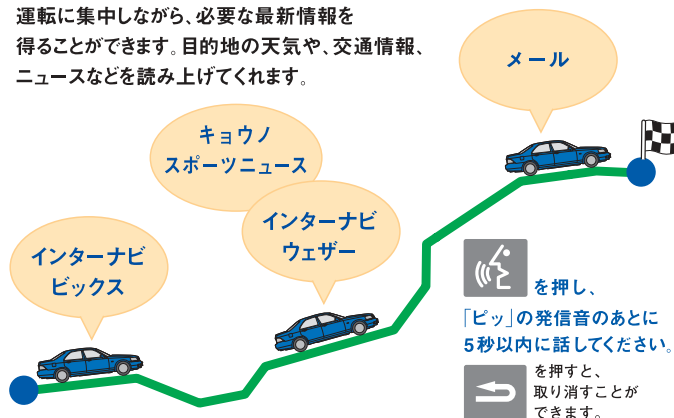 運転に集中しながら、必要な最新情報を
得ることができます。目的地の天気や、交通情報、
ニュースなどを読み上げてくれます。
メール
キョウノ
スポーツニュース
インターナビ
ウェザー
インターナビ
ビックス
を押し、
「ピッ」の発信音のあとに
5秒以内に話してください。
を押すと、
取り消すことが
できます。